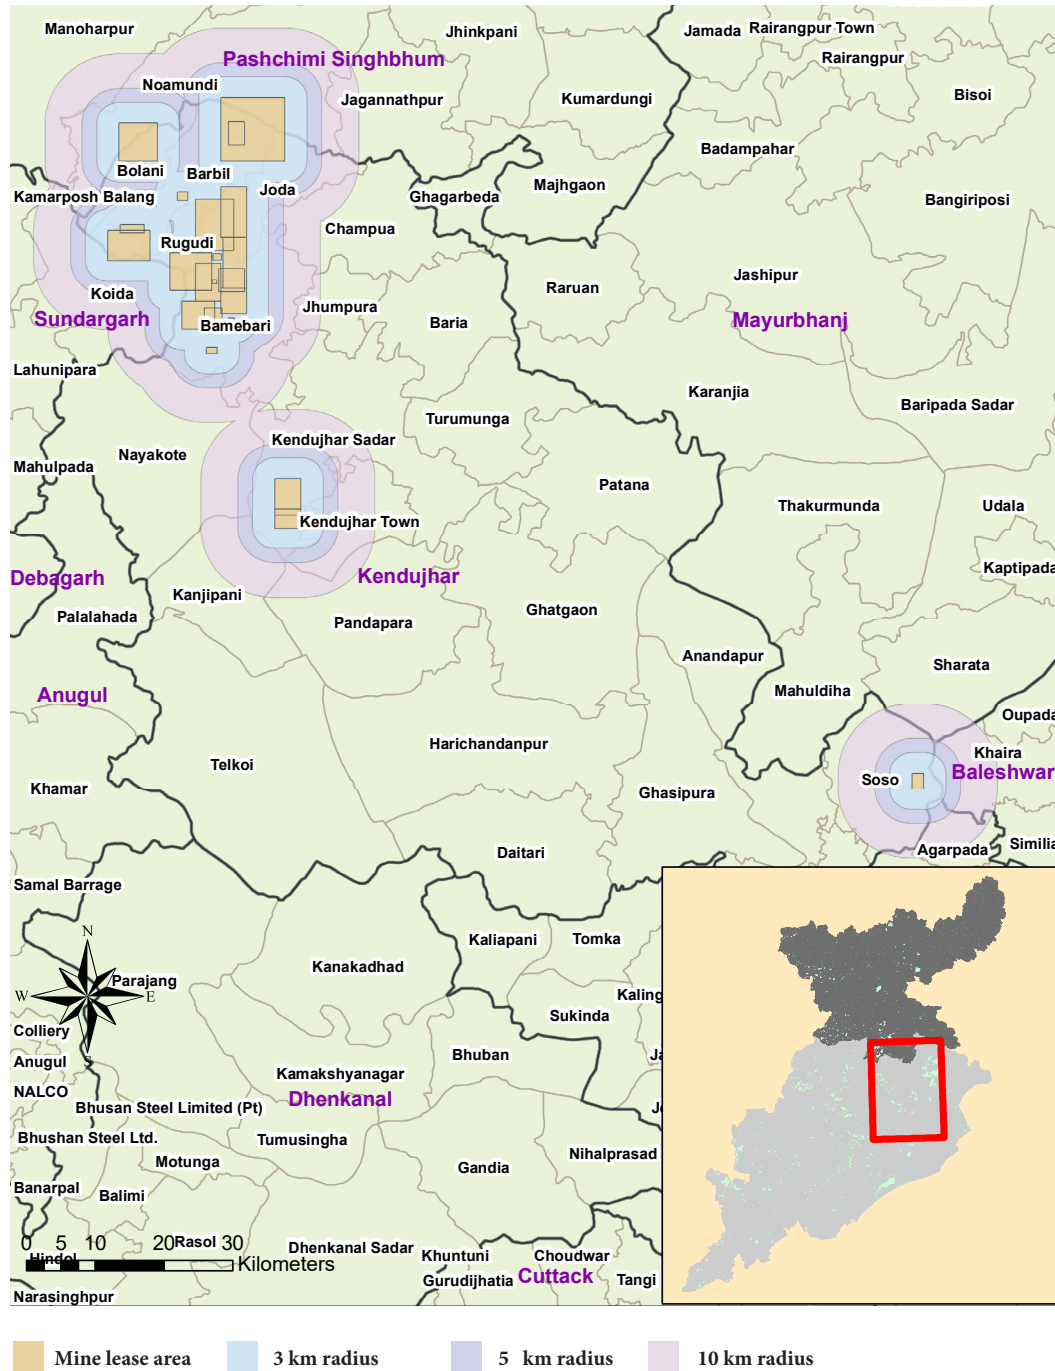 Manoharpur
Jhinkpani
Jamada
Rairangpur Town
Rairangpur
Pashchimi Singhbhum
Noamundi
Jagannathpur
Kumardungi
Bisoi
Badampahar
Bolani
Barbil
Joda
Majhgaon
Kamarposh Balang
Ghagarbeda
Bangiriposi
Champua
Rugudi
Jashipur
Raruan
Koida
Jhumpura
Sundargarh
Bamebari
Baria
Mayurbhanj
Lahunipara
Karanjia
Baripada Sadar
Turumunga
Kendujhar Sadar
Nayakote
Mahulpada
Patana
Thakurmunda
Udala
Kendujhar Town
Kaptipada
Debagarh
Kendujhar
Kanjipani
Ghatgaon
Palalahada
Pandapara
Anandapur
Sharata
Mahuldiha
Anugul
Oupada
Harichandanpur
Khaira
Telkoi
Soso
Baleshwar
Khamar
Ghasipura
Daitari
Agarpada
Similia
Samal Barrage
N
Kaliapani
Tomka
Kanakadhad
Parajang
W
E
Kaling
Sukinda
Colliery
S
Anugul
Bhuban
Ja
Kamakshyanagar
NALCO
Dhenkanal
Bhusan Steel Limited (Pt)
Bhushan Steel Ltd.
Tumusingha
Motunga
Nihalprasad
Gandia
Banarpal
Balimi
0 5 10 20 30
Rasol
Dhenkanal Sadar
Khuntuni
Choudwar
Hindol
Kilometers
Gurudijhatia
Cuttack
Tangi
Narasinghpur
Mine lease area
3 km radius
5 km radius
10 km radius